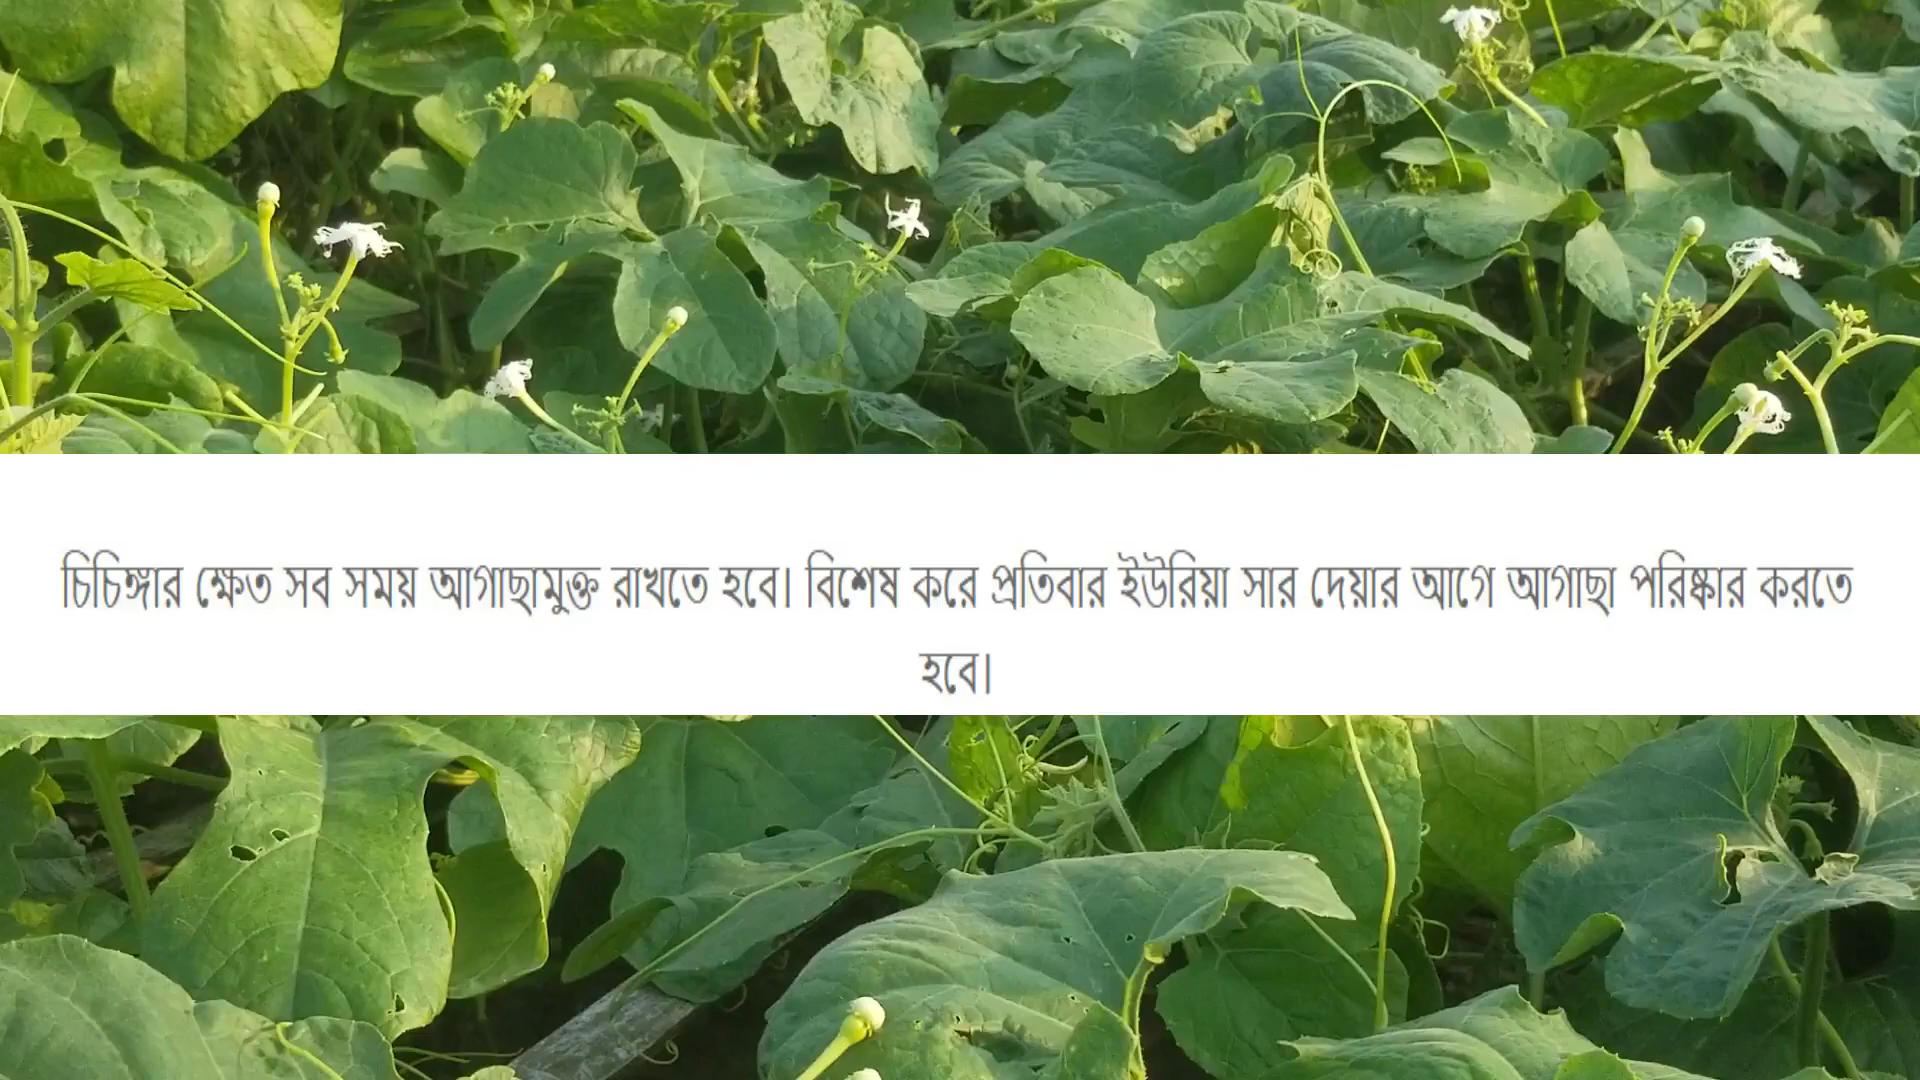 চিচিঙ্গার ক্ষেত সব সময় আগাছামুক্ত রাখতে হবে। বিশেষ করে প্রতিবার ইউরিয়া সার দেয়ার আগে আগাছা পরিষ্কার করতে
হবে।